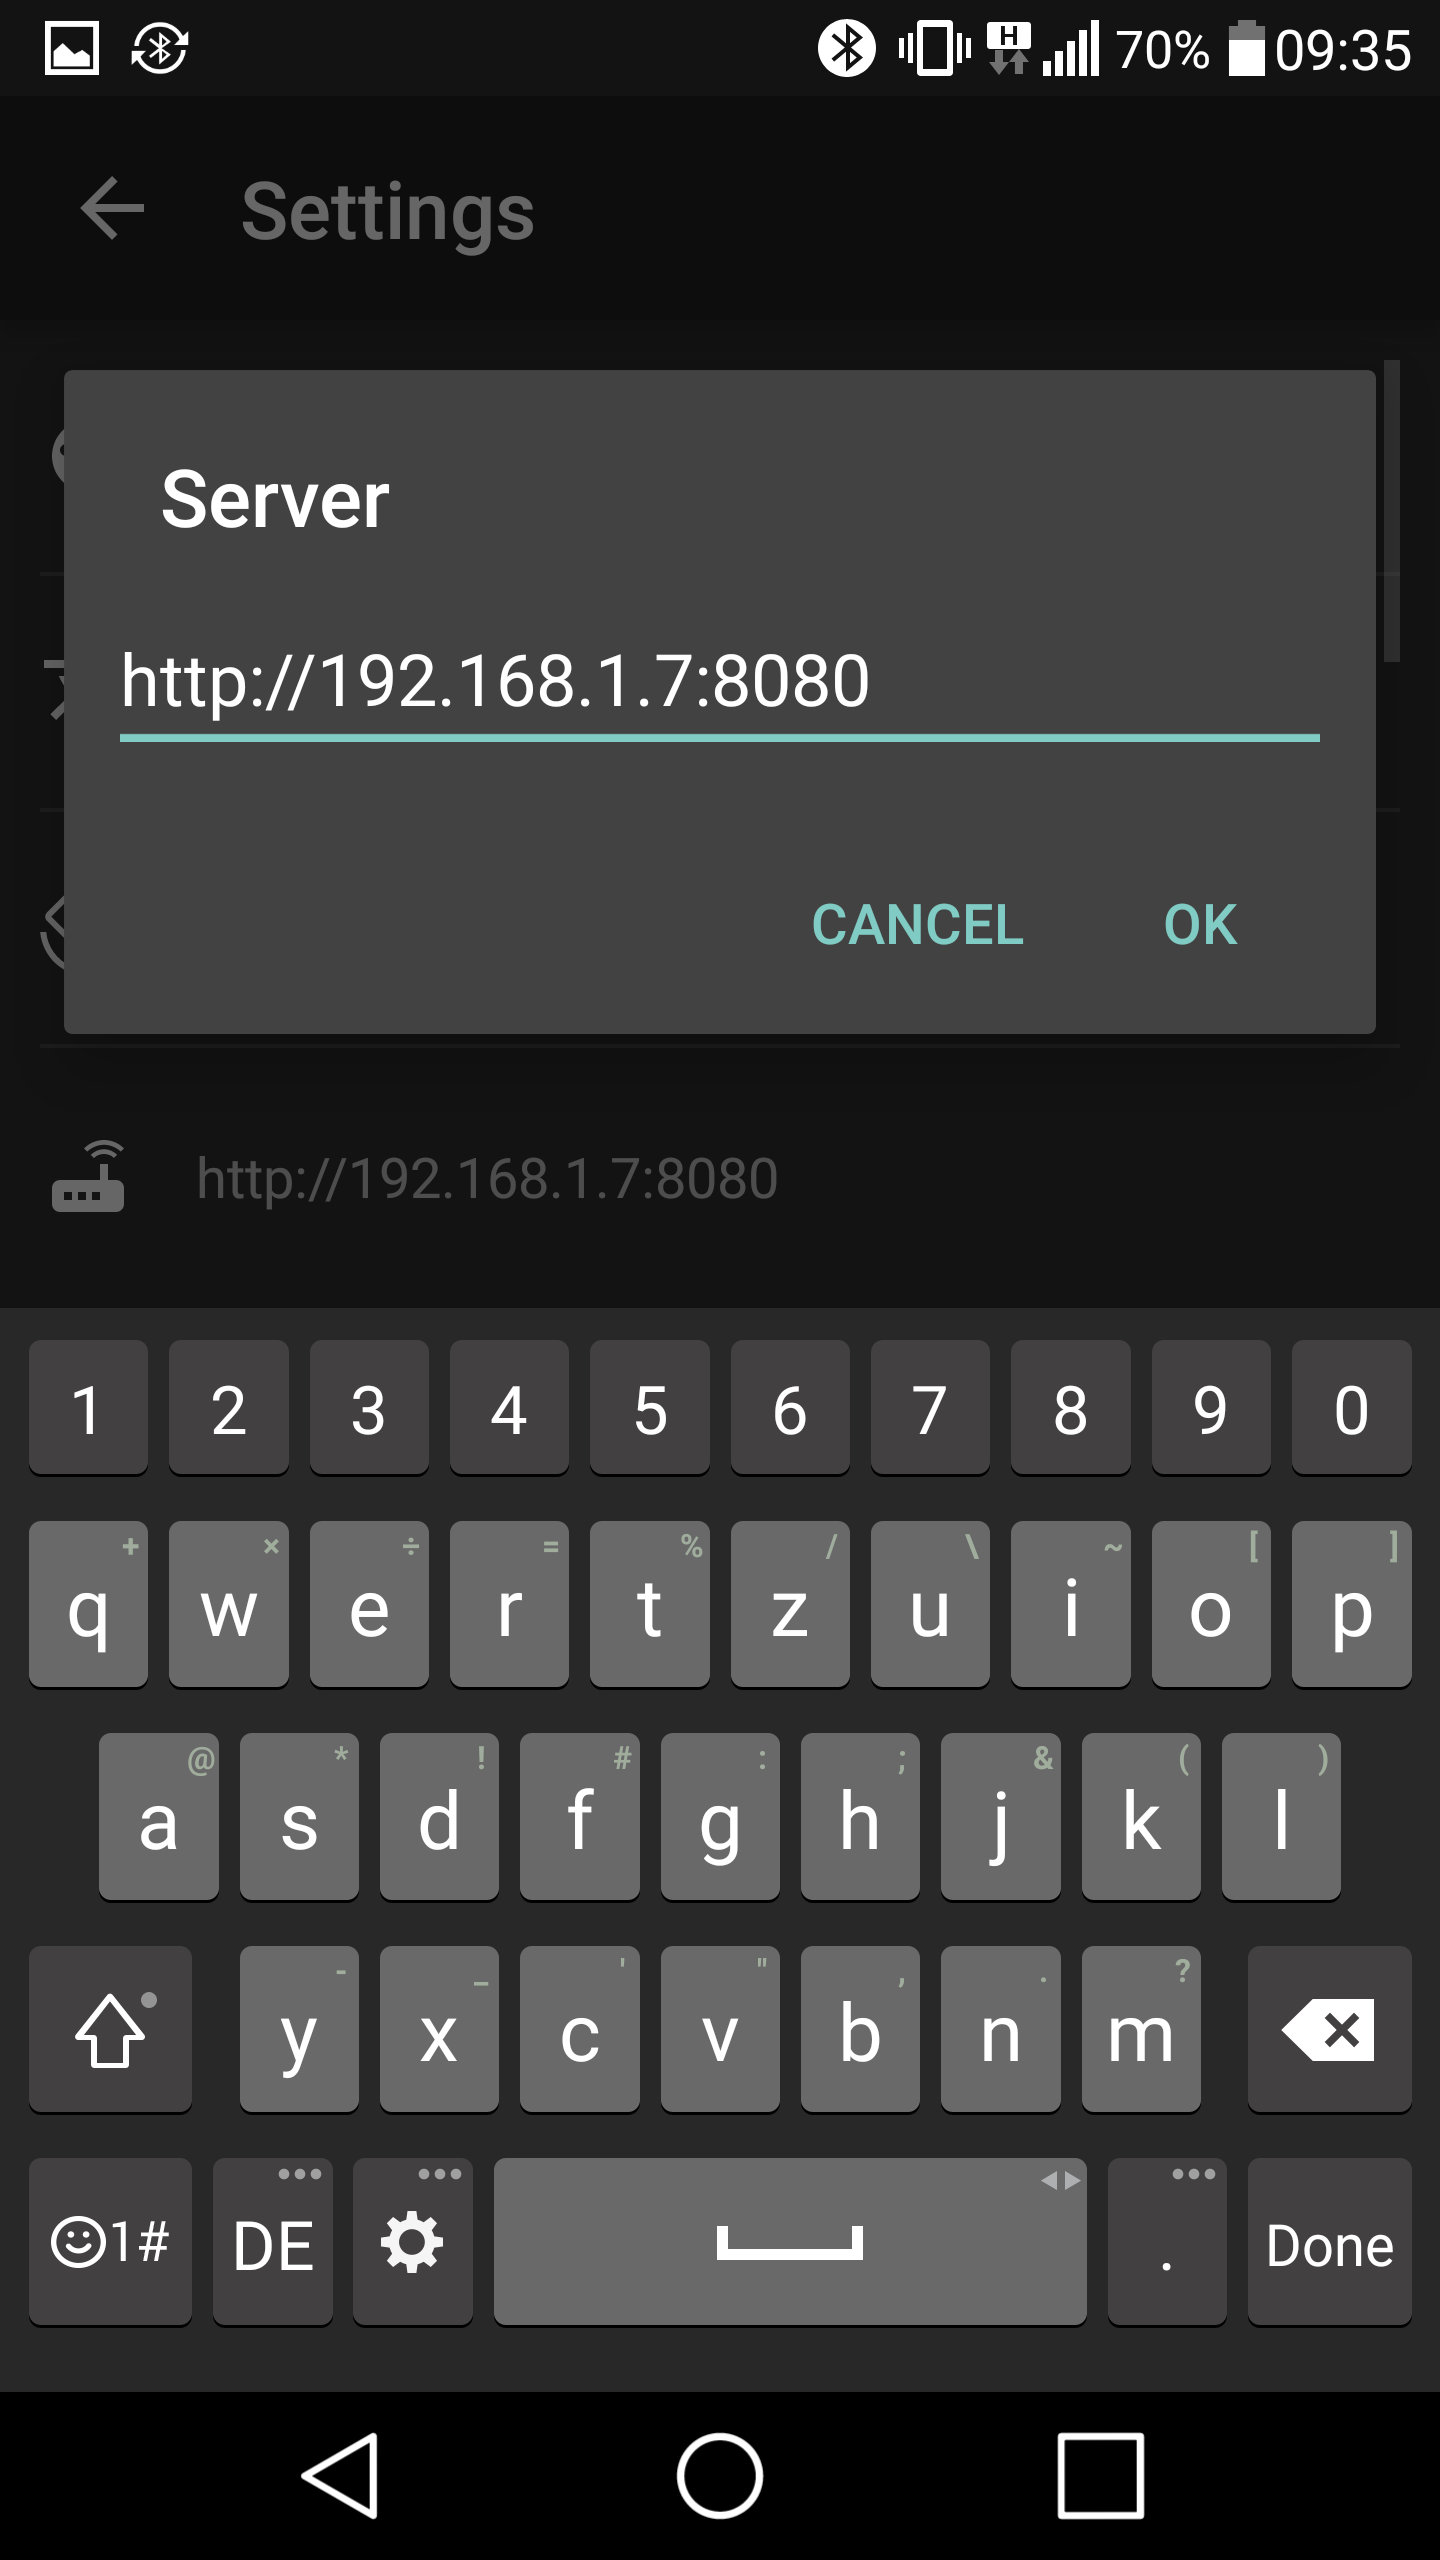 H 70% 09:35
Settings
Server
http://192.168.1.7:8080
CANCEL OK
http://192.168.1.7:8080
1 2 3 4 5 6 7 8 9 0
+ × ÷ = % / \ ~ [ ]
q w e r t z u i o p
@ * ! # : ; & ( )
a s d f g h j k l
- _ ' " , . ?
y x c v b n m
1# DE . Done